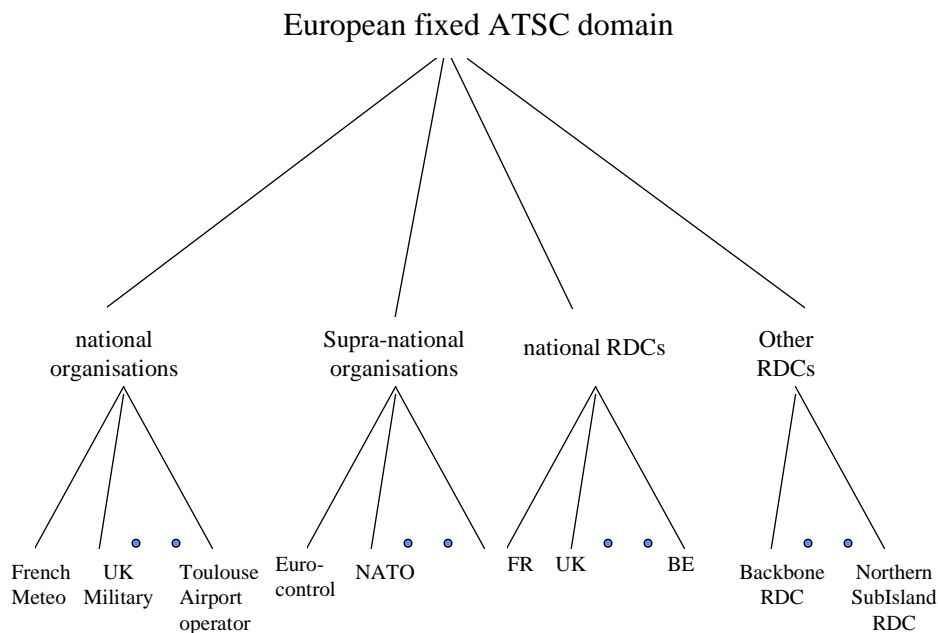 European fixed ATSC domain
national
organisations
Supra-national
organisations
national RDCs
Other
RDCs
French
Meteo
UK
Military
Toulouse
Airport
operator
Euro-
control
NATO
FR
UK
BE
Backbone
RDC
Northern
SubIsland
RDC